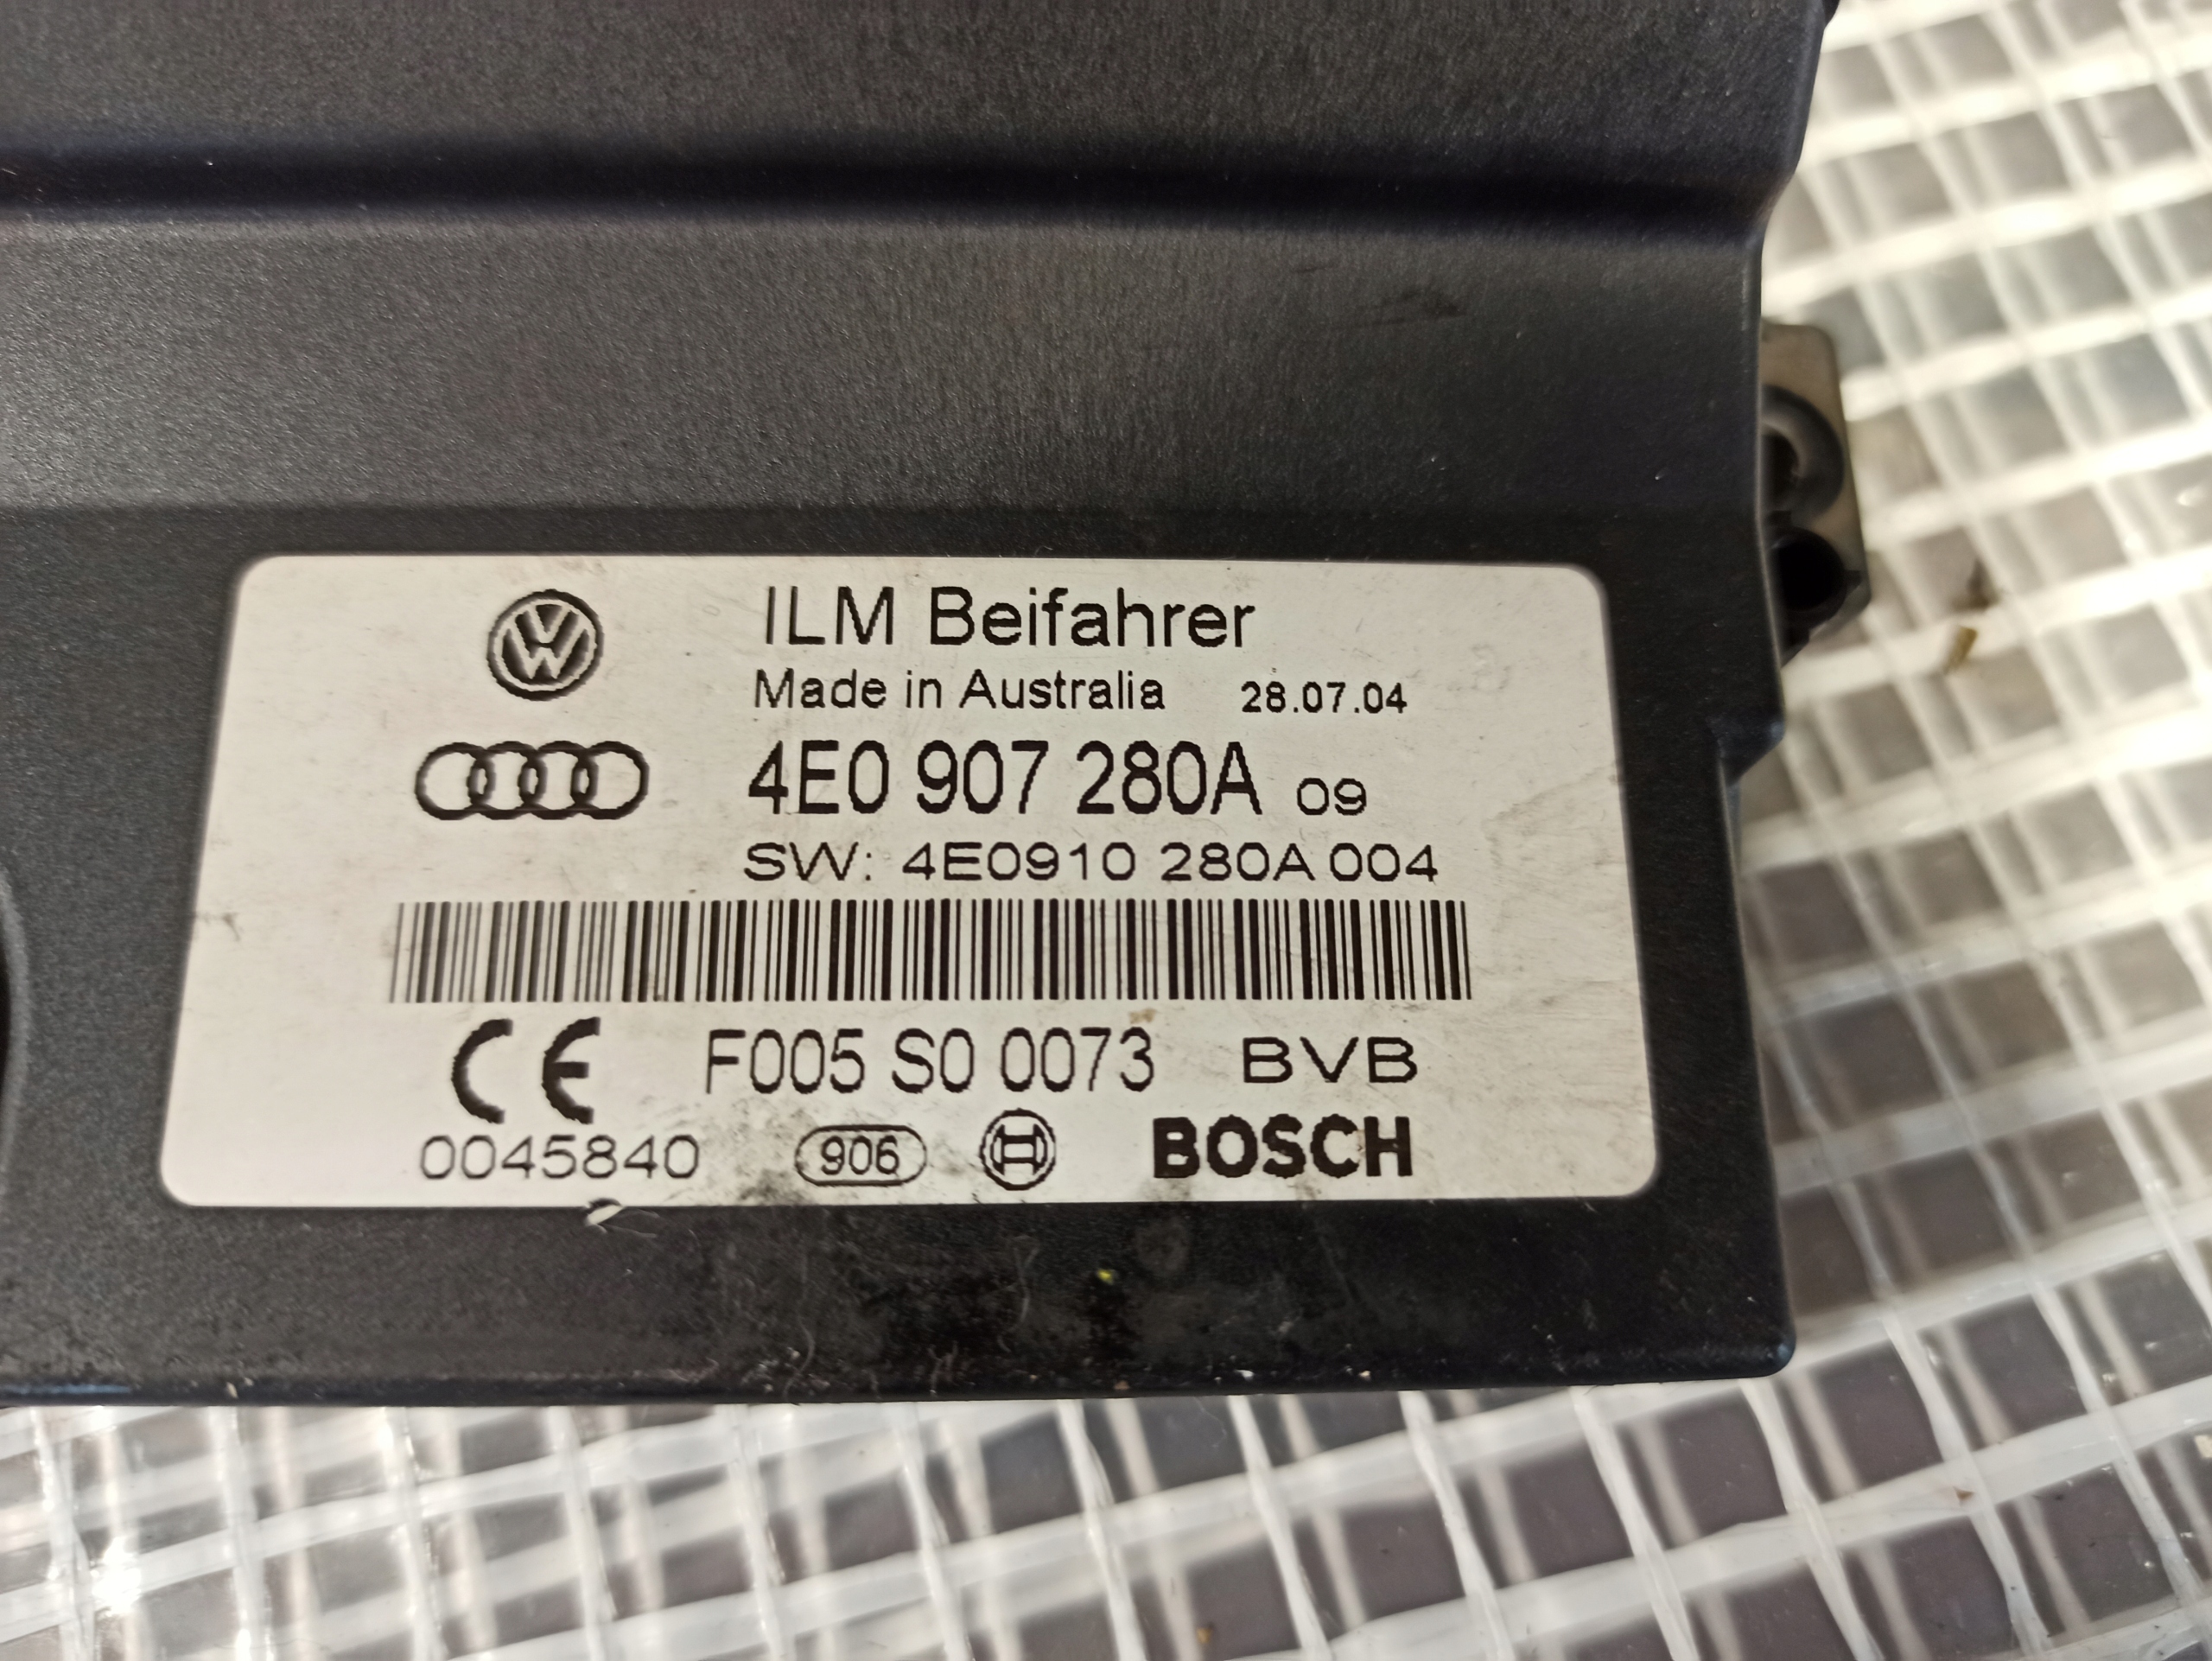 ILM Beifahrer
Made in Australia 28.07.04
4E0 907 280A 09
SW: 4E0910 280A 004
CE F005 S0 0073 BVB
0045840 906 BOSCH